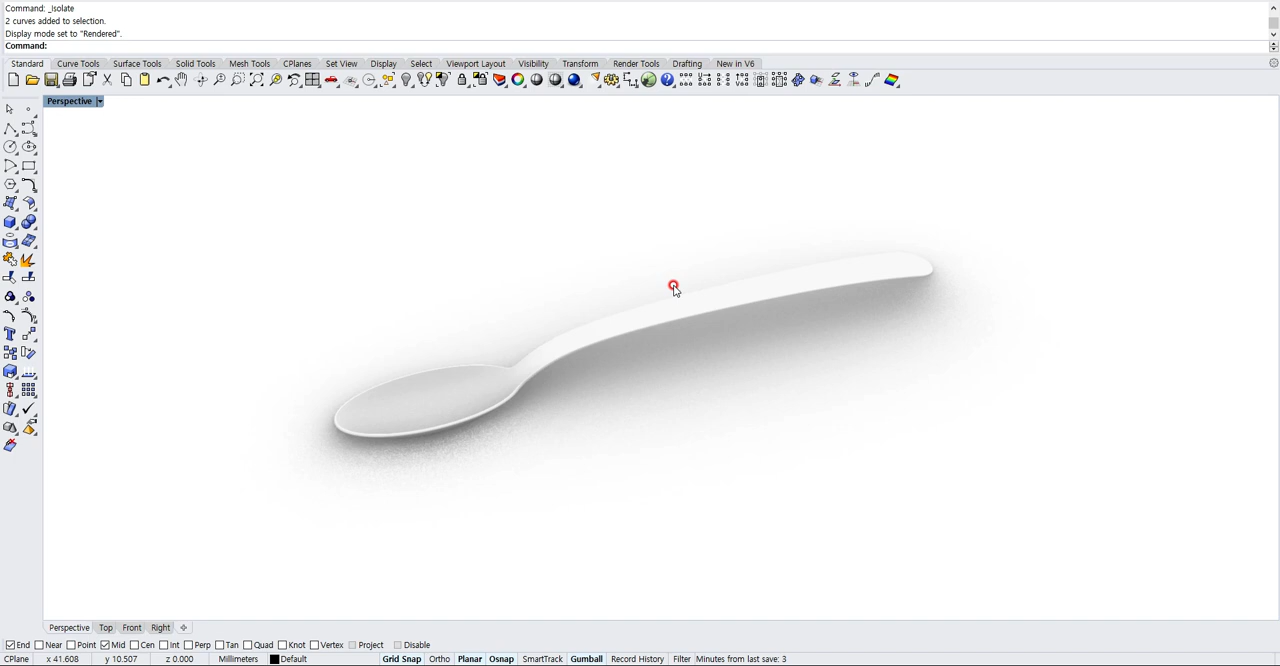 Command: _Isolate
2 curves added to selection.
Display mode set to "Rendered".
Command:
Standard Curve Tools Surface Tools Solid Tools Mesh Tools CPlanes Set View Display Select Viewport Layout Visibility Transform Render Tools Drafting New in V6
Perspective
Perspective Top Front Right
End Near Point Mid Cen Int Perp Tan Quad Knot Vertex Project Disable
CPlane x 41.608 y 10.507 z 0.000 Millimeters Default Grid Snap Ortho Planar Osnap SmartTrack Gumball Record History Filter Minutes from last save: 3